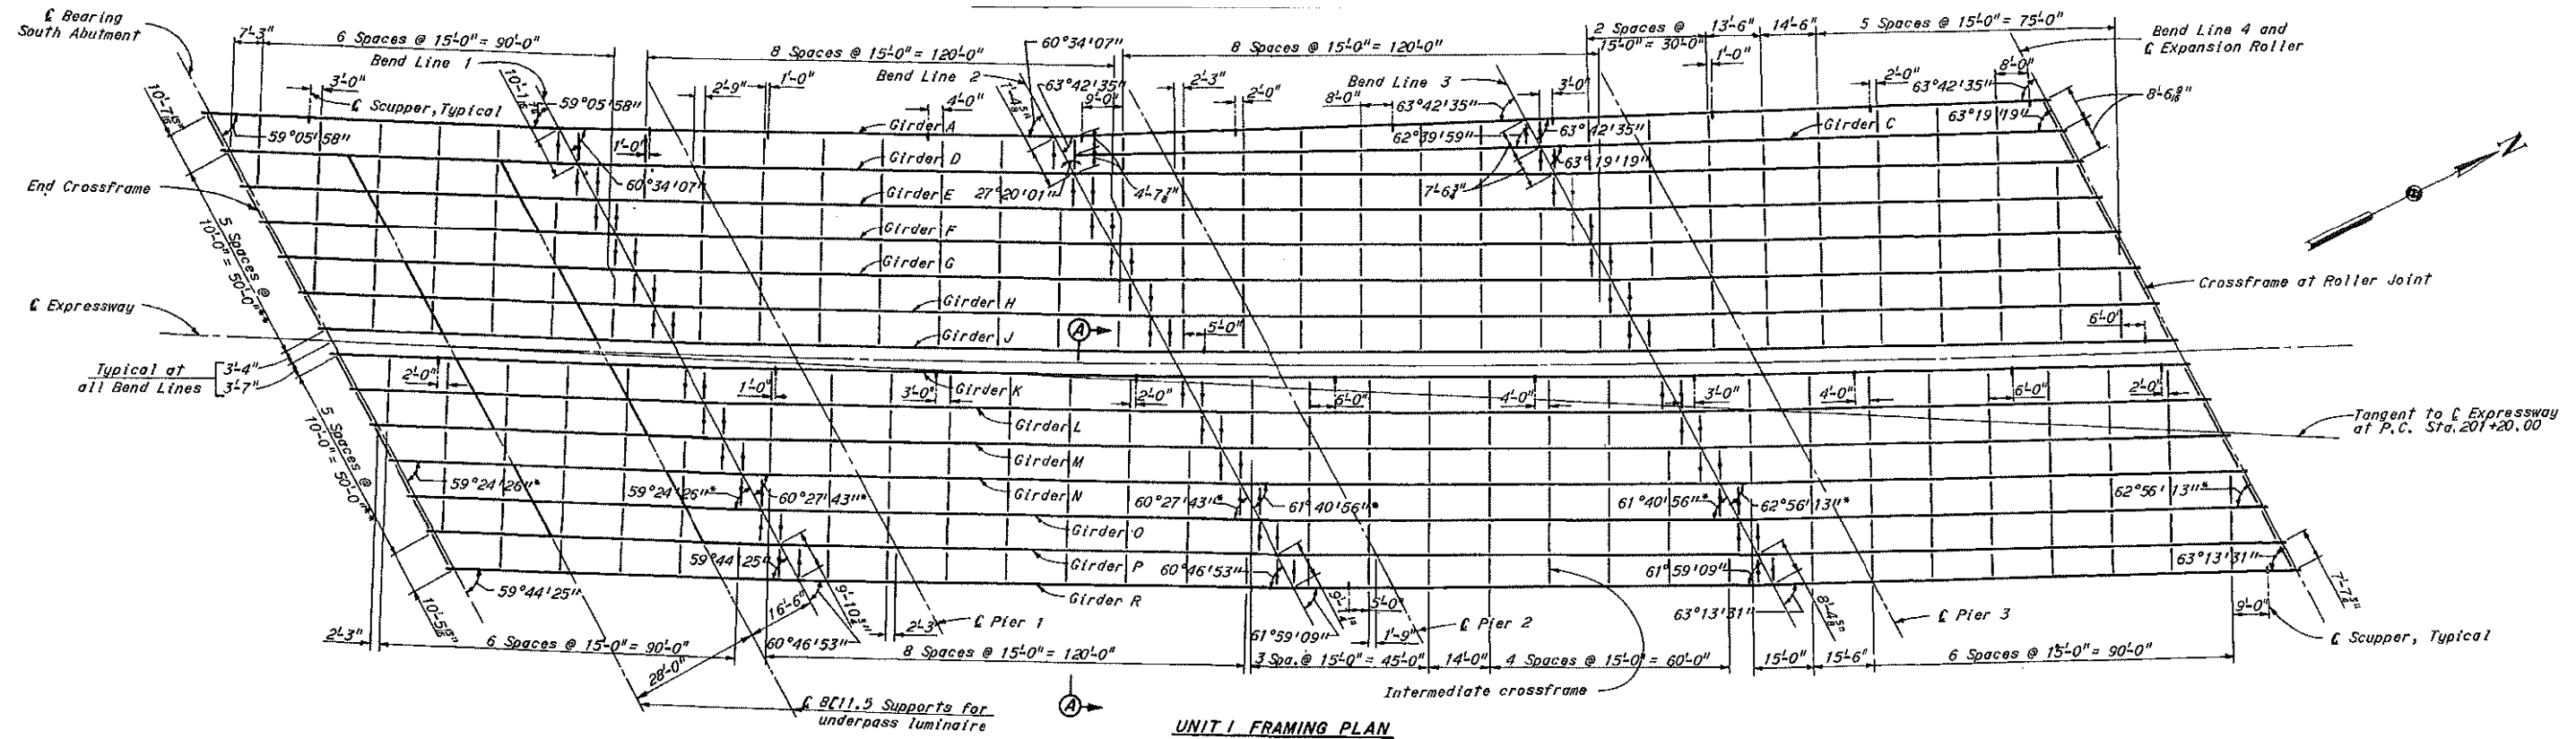 ℄ Bearing
South Abutment
7'-3"
6 Spaces @ 15'-0" = 90'-0"
Bend Line 1
8 Spaces @ 15'-0" = 120'-0"
60°34'07"
Bend Line 2
8 Spaces @ 15'-0" = 120'-0"
Bend Line 3
2 Spaces @
15'-0" = 30'-0"
13'-6"
14'-6"
5 Spaces @ 15'-0" = 75'-0"
Bend Line 4 and
℄ Expansion Roller
3'-0"
℄ Scupper, Typical
59°05'58"
2'-9"
1'-0"
4'-0"
63°42'35"
9'-0"
2'-3"
2'-0"
8'-0"
63°42'35"
3'-0"
1'-0"
2'-0"
63°42'35"
8'-0"
8'-6 9/16"
59°05'58"
1'-0"
Girder A
62°39'59"
63°42'35"
Girder C
63°19'19"
Girder D
63°19'19"
End Crossframe
60°34'07"
Girder E
27°20'01"
4'-7 7/8"
7'-6 3/4"
Girder F
5 Spaces @
10'-0" = 50'-0"**
Girder G
Girder H
Crossframe at Roller Joint
℄ Expressway
Girder J
A
5'-0"
6'-0"
Typical at
all Bend Lines
3'-4"
3'-7"
2'-0"
1'-0"
3'-0"
Girder K
2'-0"
6'-0"
4'-0"
3'-0"
4'-0"
6'-0"
2'-0"
Girder L
Tangent to ℄ Expressway
at P.C. Sta. 201+20.00
5 Spaces @
10'-0" = 50'-0"**
Girder M
59°24'26"*
59°24'26"*
60°27'43"*
Girder N
60°27'43"*
61°40'56"*
61°40'56"*
62°56'13"*
62°56'13"*
Girder O
59°44'25"
Girder P
60°46'53"
61°59'09"
63°13'31"
59°44'25"
Girder R
5'-0"
63°13'31"
9'-0"
2'-3"
6 Spaces @ 15'-0" = 90'-0"
16'-6"
60°46'53"
2'-3"
℄ Pier 1
8 Spaces @ 15'-0" = 120'-0"
61°59'09"
1'-9"
℄ Pier 2
℄ Pier 3
℄ Scupper, Typical
3 Spa. @ 15'-0" = 45'-0"
14'-0"
4 Spaces @ 15'-0" = 60'-0"
15'-0"
15'-6"
6 Spaces @ 15'-0" = 90'-0"
28'-0"
Intermediate crossframe
℄ 8[11.5 Supports for
underpass luminaire
A
UNIT 1 FRAMING PLAN
N